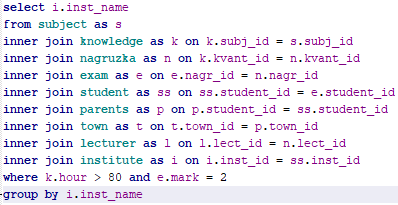 select i.inst_name
from subject as s
inner join knowledge as k on k.subj_id = s.subj_id
inner join nagruzka as n on k.kvant_id = n.kvant_id
inner join exam as e on e.nagr_id = n.nagr_id
inner join student as ss on ss.student_id = e.student_id
inner join parents as p on p.student_id = ss.student_id
inner join town as t on t.town_id = p.town_id
inner join lecturer as l on l.lect_id = n.lect_id
inner join institute as i on i.inst_id = ss.inst_id
where k.hour > 80 and e.mark = 2
group by i.inst_name